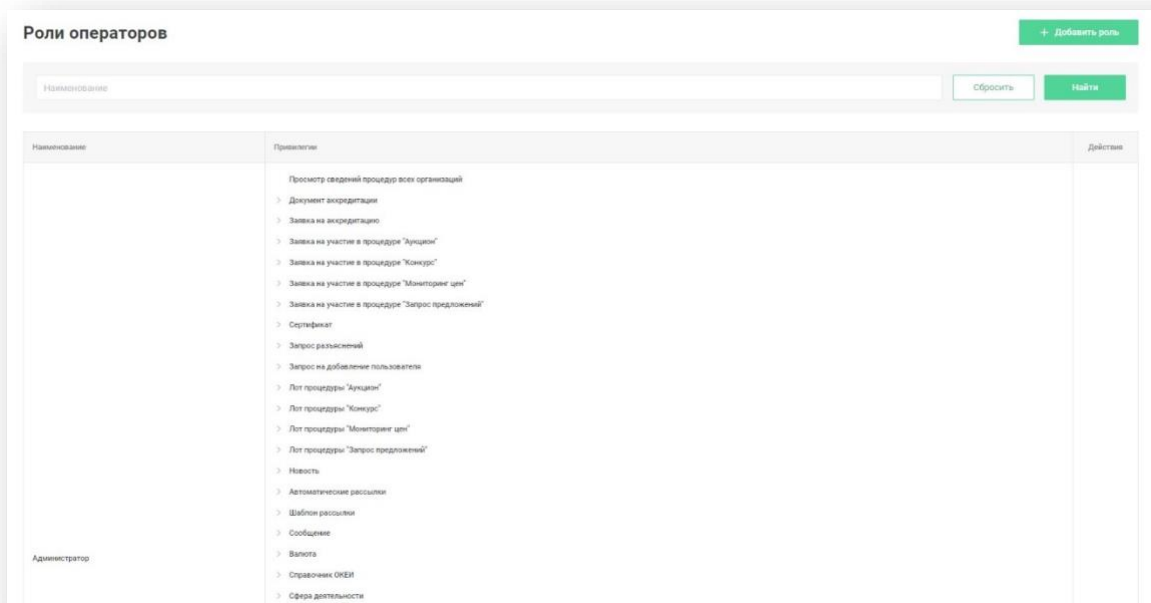 Роли операторов
+ Добавить роль
Наименование
Сбросить
Найти
Наименование
Привилегии
Действия
Просмотр сведений процедур всех организаций
Документ аккредитации
Заявка на аккредитацию
Заявка на участие в процедуре "Аукцион"
Заявка на участие в процедуре "Конкурс"
Заявка на участие в процедуре "Мониторинг цен"
Заявка на участие в процедуре "Запрос предложений"
Сертификат
Запрос разъяснений
Запрос на добавление пользователя
Лот процедуры "Аукцион"
Лот процедуры "Конкурс"
Лот процедуры "Мониторинг цен"
Лот процедуры "Запрос предложений"
Новость
Автоматические рассылки
Шаблон рассылки
Сообщение
Администратор
Валюта
Справочник ОКЕИ
Сфера деятельности